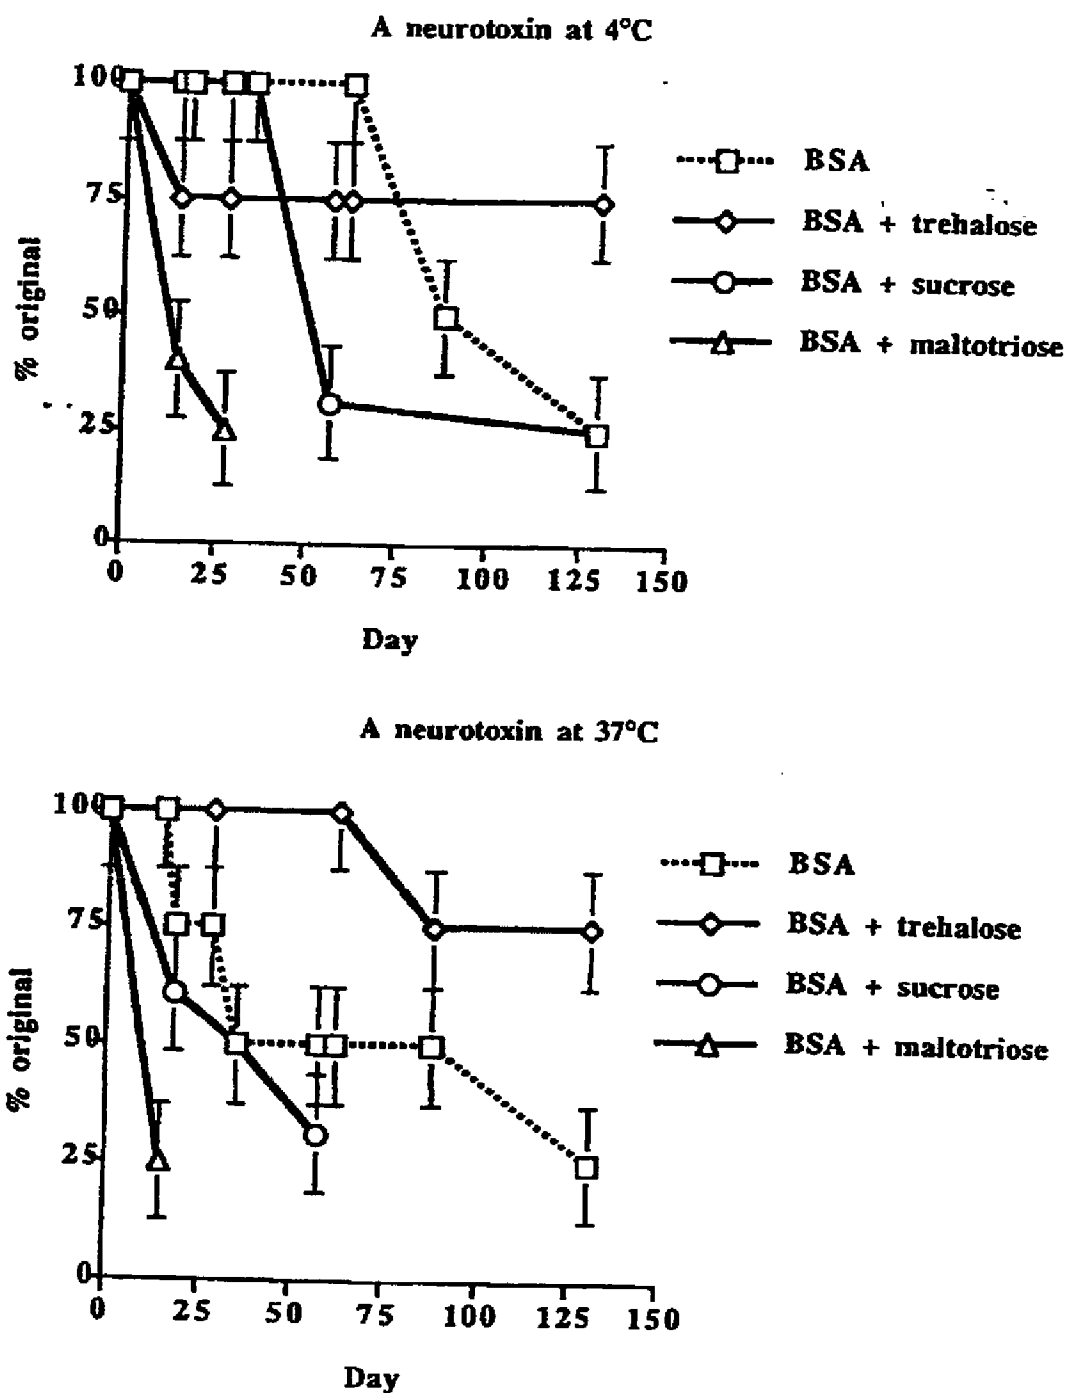 A neurotoxin at 4°C
100
75
50
25
0
% original
0 25 50 75 100 125 150
Day
BSA
BSA + trehalose
BSA + sucrose
BSA + maltotriose
A neurotoxin at 37°C
100
75
50
25
0
% original
0 25 50 75 100 125 150
Day
BSA
BSA + trehalose
BSA + sucrose
BSA + maltotriose